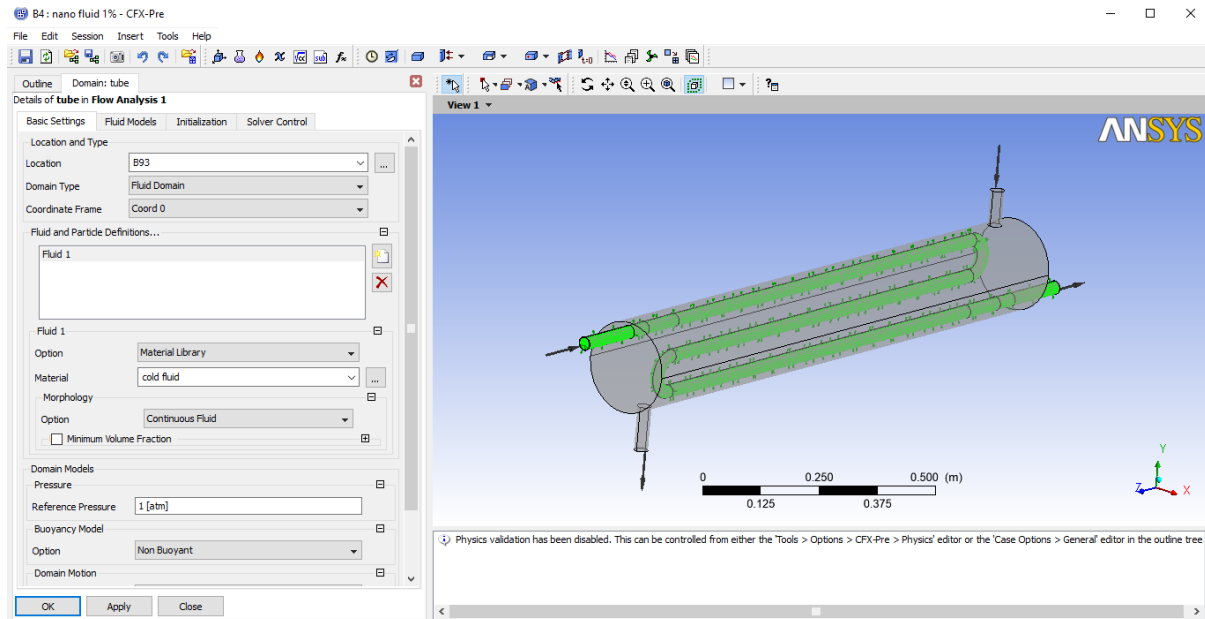 B4 : nano fluid 1% - CFX-Pre
File Edit Session Insert Tools Help
Outline Domain: tube
Details of tube in Flow Analysis 1
Basic Settings Fluid Models Initialization Solver Control
Location and Type
Location B93 ...
Domain Type Fluid Domain
Coordinate Frame Coord 0
Fluid and Particle Definitions...
Fluid 1
Fluid 1
Option Material Library
Material cold fluid ...
Morphology
Option Continuous Fluid
Minimum Volume Fraction
Domain Models
Pressure
Reference Pressure 1 [atm]
Buoyancy Model
Option Non Buoyant
Domain Motion
OK Apply Close
View 1
ANSYS
0 0.250 0.500 (m)
0.125 0.375
Y
Z X
Physics validation has been disabled. This can be controlled from either the 'Tools > Options > CFX-Pre > Physics' editor or the 'Case Options > General' editor in the outline tree